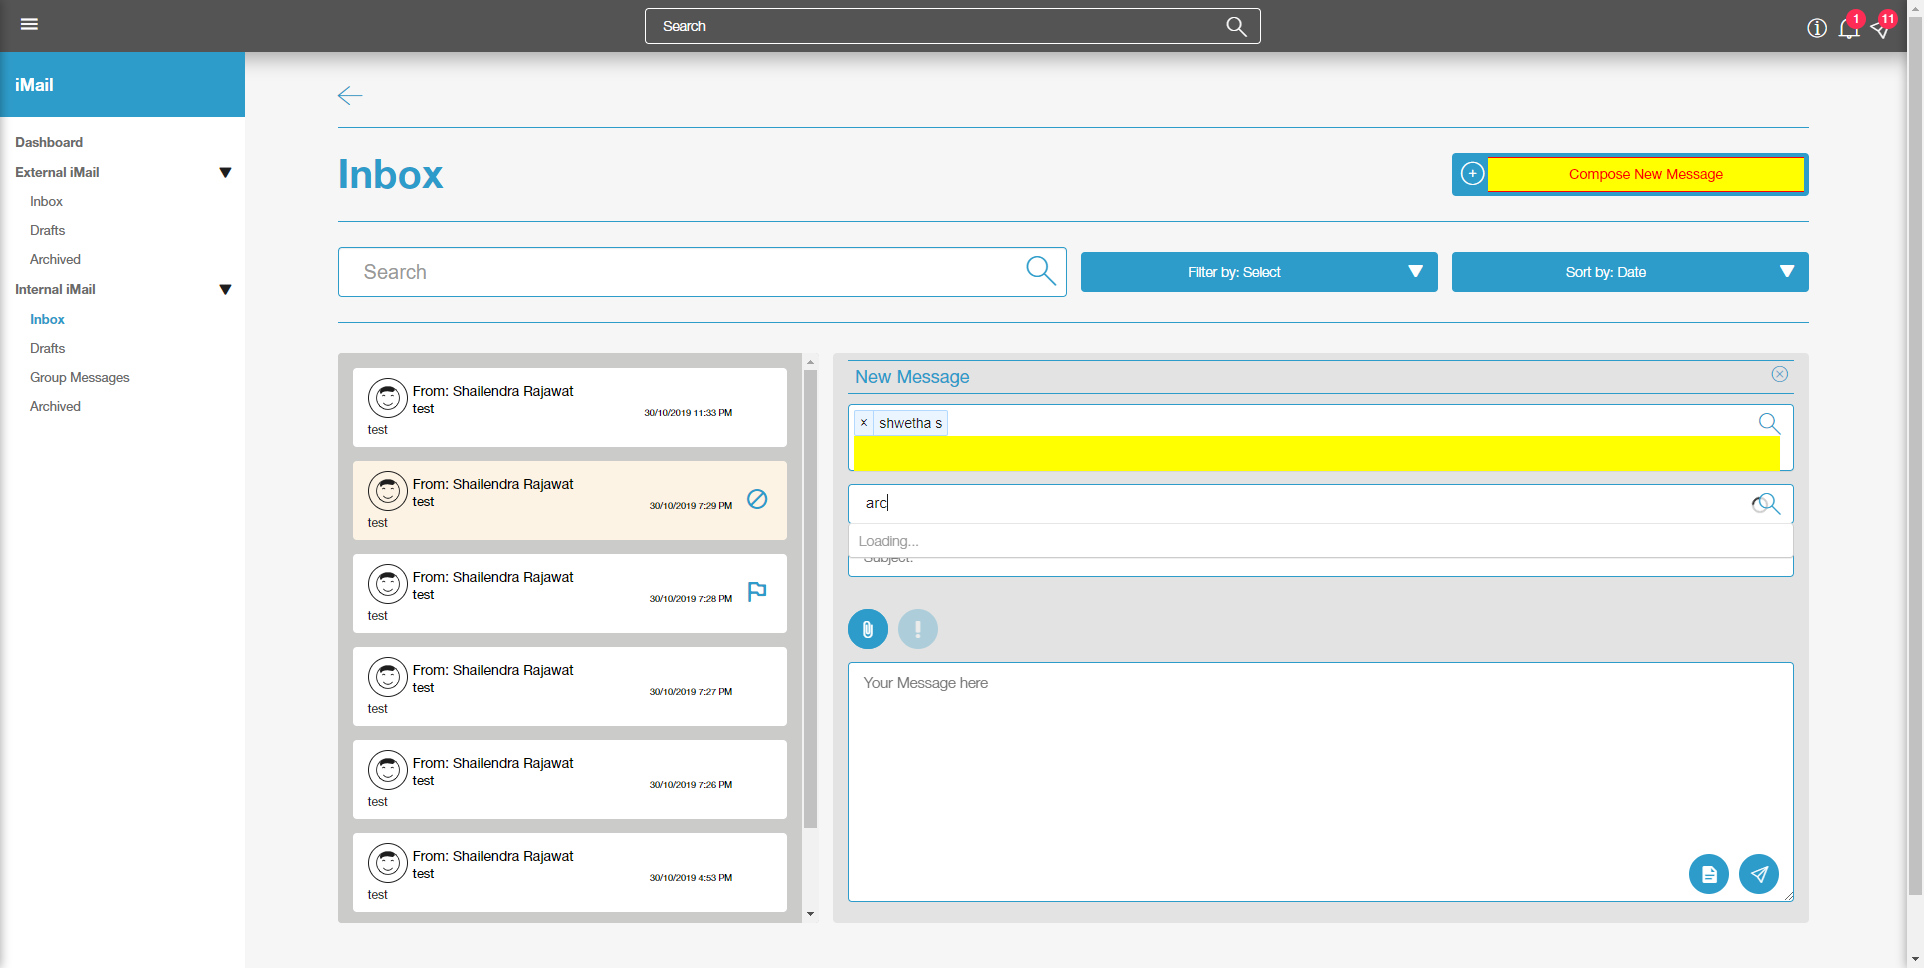 Search
1
11
iMail
Dashboard
External iMail
Inbox
Drafts
Archived
Internal iMail
Inbox
Drafts
Group Messages
Archived
Inbox
Compose New Message
Search
Filter by: Select
Sort by: Date
From: Shailendra Rajawat
test
30/10/2019 11:33 PM
test
From: Shailendra Rajawat
test
30/10/2019 7:29 PM
test
From: Shailendra Rajawat
test
30/10/2019 7:28 PM
test
From: Shailendra Rajawat
test
30/10/2019 7:27 PM
test
From: Shailendra Rajawat
test
30/10/2019 7:26 PM
test
From: Shailendra Rajawat
test
30/10/2019 4:53 PM
test
New Message
× shwetha s
arc
Loading...
Subject:
Your Message here